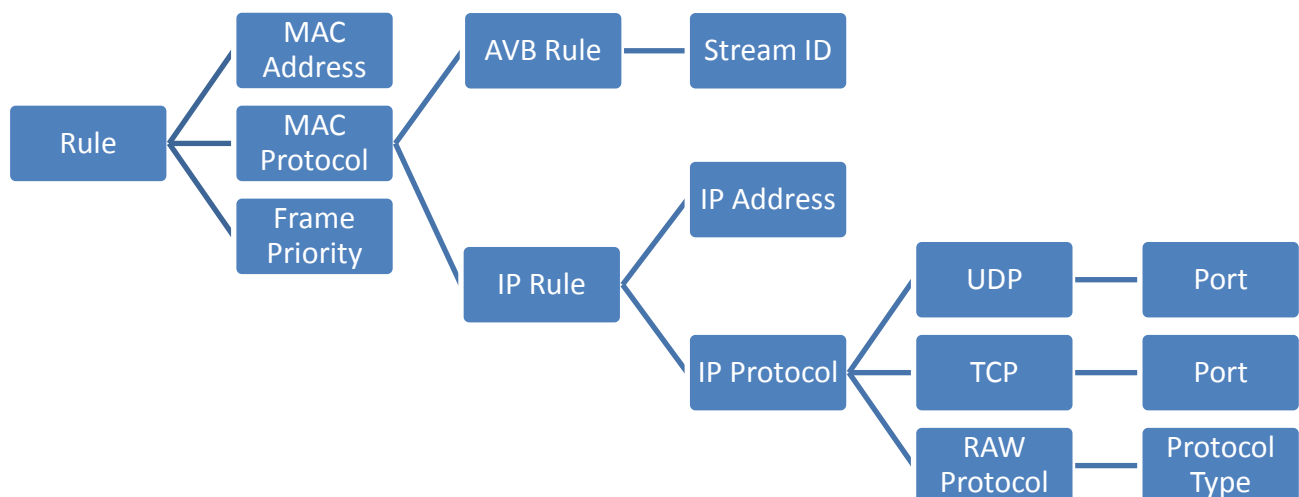 Rule
MAC
Address
MAC
Protocol
Frame
Priority
AVB Rule
Stream ID
IP Rule
IP Address
IP Protocol
UDP
Port
TCP
Port
RAW
Protocol
Protocol
Type